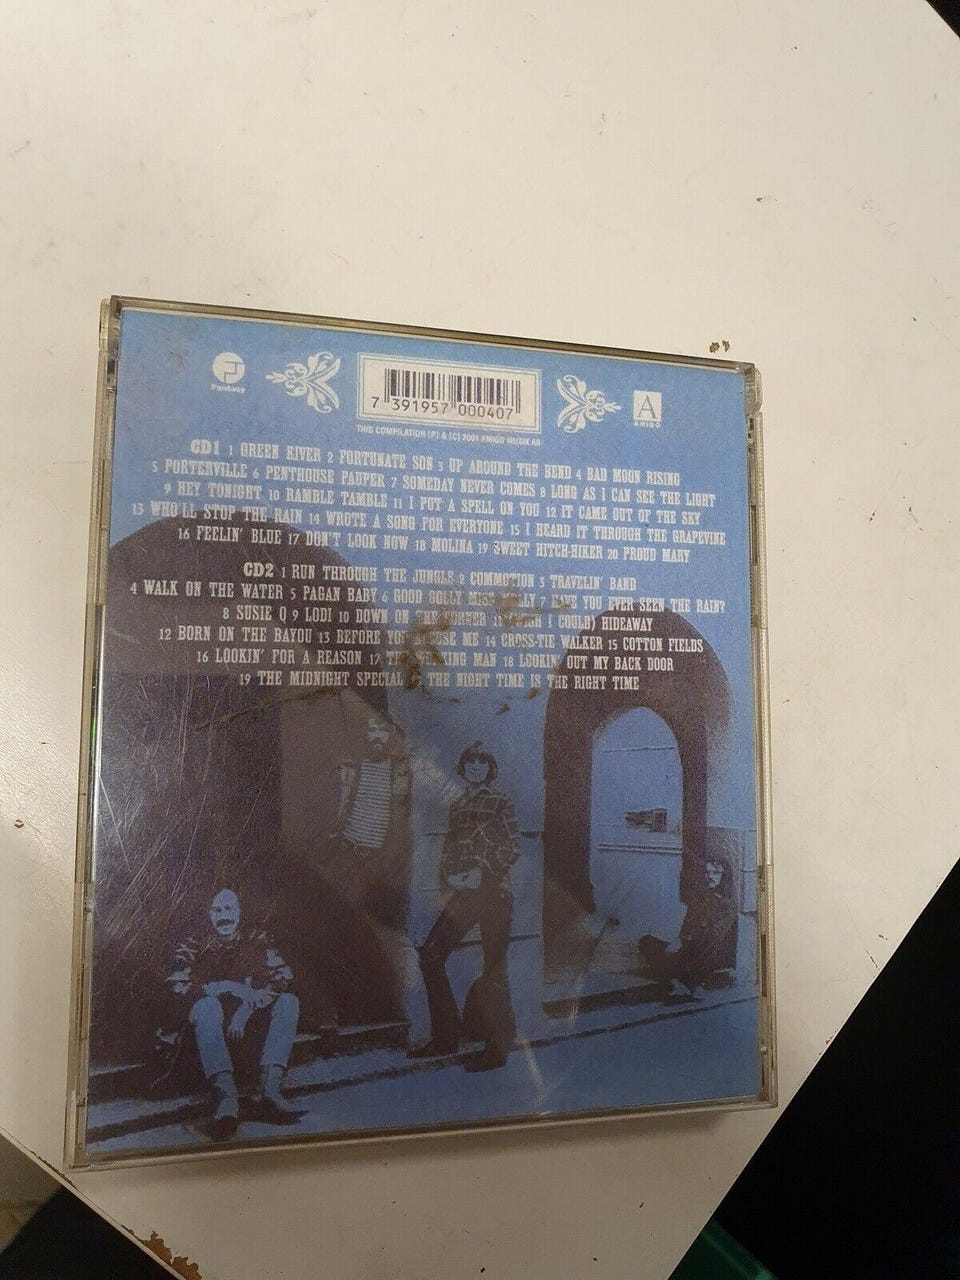 Fantasy
7 391957 000407
A
AMIGO
THIS COMPILATION (P) & (C) 2001 AMIGO MUSIK AB
CD1 1 GREEN RIVER 2 FORTUNATE SON 3 UP AROUND THE BEND 4 BAD MOON RISING
5 PORTERVILLE 6 PENTHOUSE PAUPER 7 SOMEDAY NEVER COMES 8 LONG AS I CAN SEE THE LIGHT
9 HEY TONIGHT 10 RAMBLE TAMBLE 11 I PUT A SPELL ON YOU 12 IT CAME OUT OF THE SKY
13 WHO'LL STOP THE RAIN 14 WROTE A SONG FOR EVERYONE 15 I HEARD IT THROUGH THE GRAPEVINE
16 FEELIN' BLUE 17 DON'T LOOK NOW 18 MOLINA 19 SWEET HITCH-HIKER 20 PROUD MARY
CD2 1 RUN THROUGH THE JUNGLE 2 COMMOTION 3 TRAVELIN' BAND
4 WALK ON THE WATER 5 PAGAN BABY 6 GOOD GOLLY MISS MOLLY 7 HAVE YOU EVER SEEN THE RAIN?
8 SUSIE Q 9 LODI 10 DOWN ON THE CORNER 11 (WISH I COULD) HIDEAWAY
12 BORN ON THE BAYOU 13 BEFORE YOU ACCUSE ME 14 CROSS-TIE WALKER 15 COTTON FIELDS
16 LOOKIN' FOR A REASON 17 THE WORKING MAN 18 LOOKIN' OUT MY BACK DOOR
19 THE MIDNIGHT SPECIAL THE NIGHT TIME IS THE RIGHT TIME